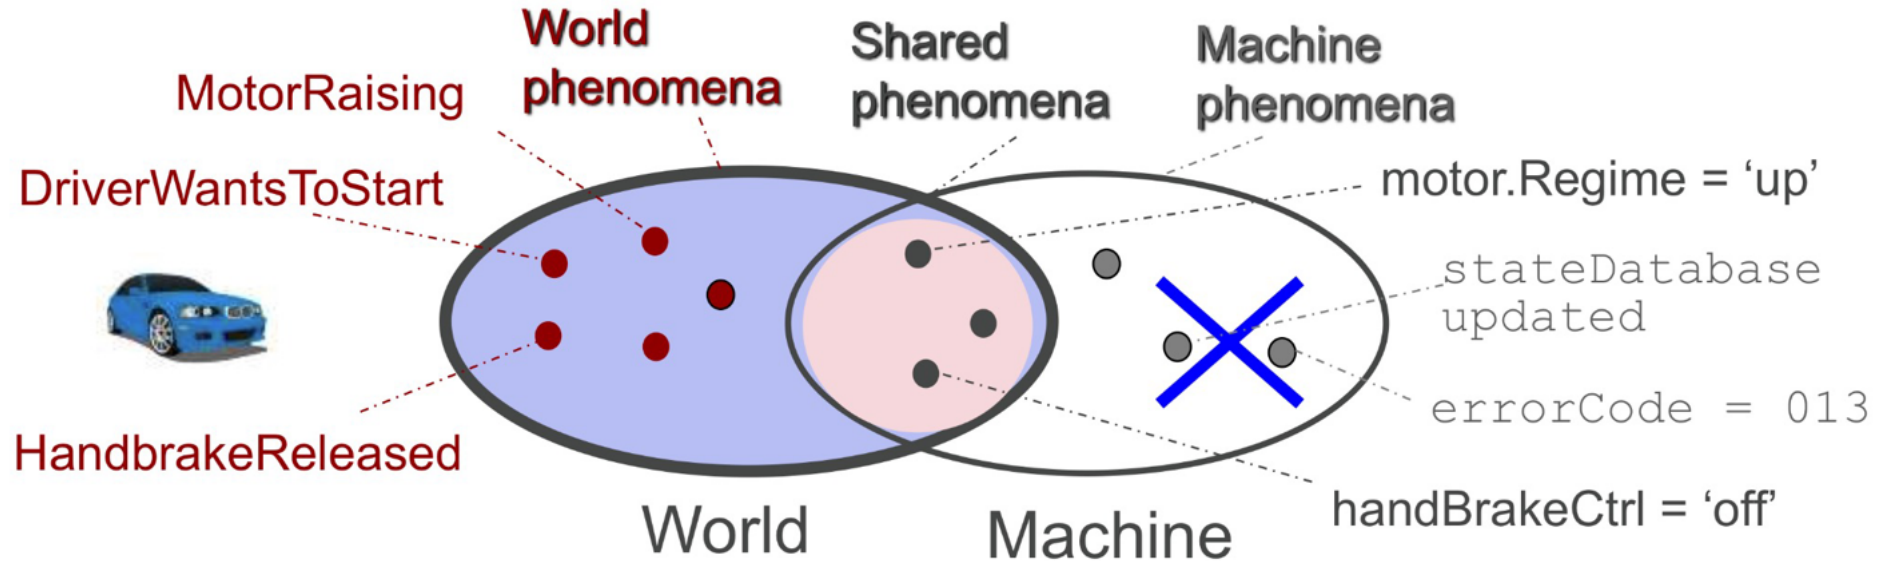 World
phenomena
Shared
phenomena
Machine
phenomena
MotorRaising
DriverWantsToStart
motor.Regime = ‘up’
stateDatabase
updated
errorCode = 013
HandbrakeReleased
handBrakeCtrl = ‘off’
World
Machine